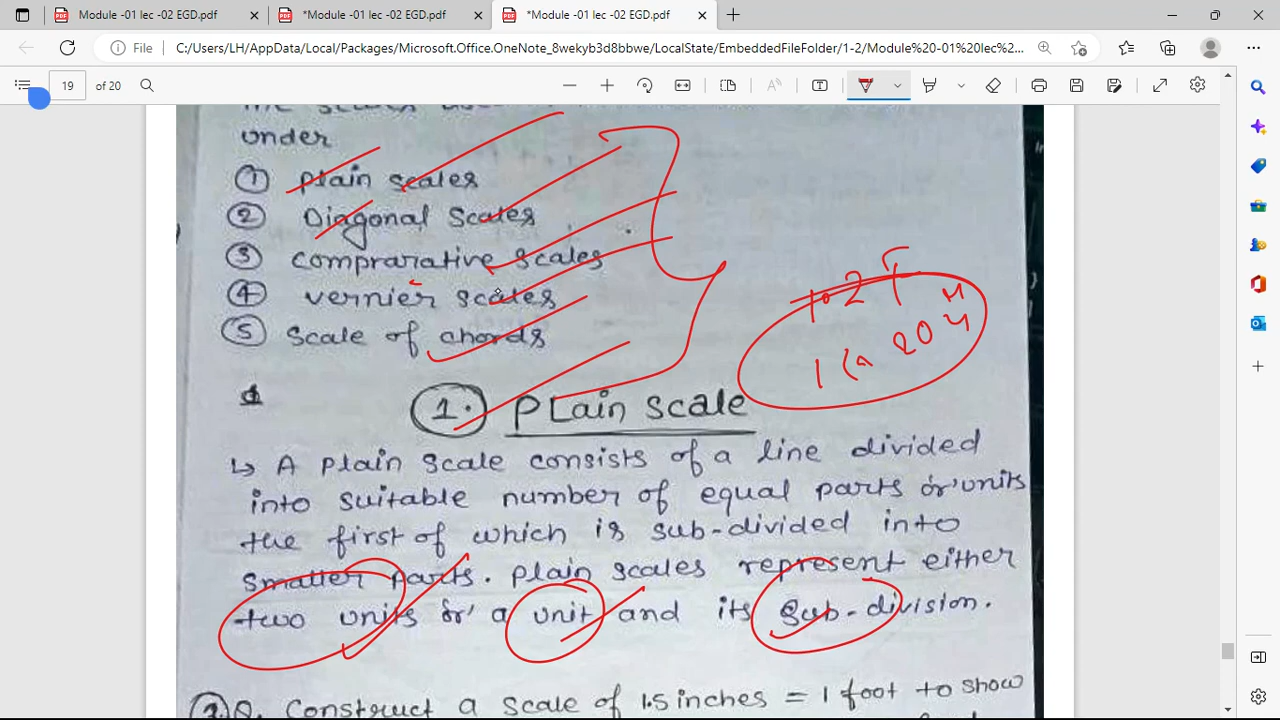 Module -01 lec -02 EGD.pdf
*Module -01 lec -02 EGD.pdf
*Module -01 lec -02 EGD.pdf
File
C:/Users/LH/AppData/Local/Packages/Microsoft.Office.OneNote_8wekyb3d8bbwe/LocalState/EmbeddedFileFolder/1-2/Module%20-01%20lec%2...
19 of 20
under
① Plain scales
② Diagonal Scales
③ comprarative scales
④ vernier scales
⑤ Scale of chords
1. PLain scale
↳ A plain scale consists of a line divided
into suitable number of equal parts or units
the first of which is sub-divided into
smaller parts. plain scales represent either
two units or a unit and its sub-division.
Q. Construct a scale of 1.5 inches = 1 foot to show